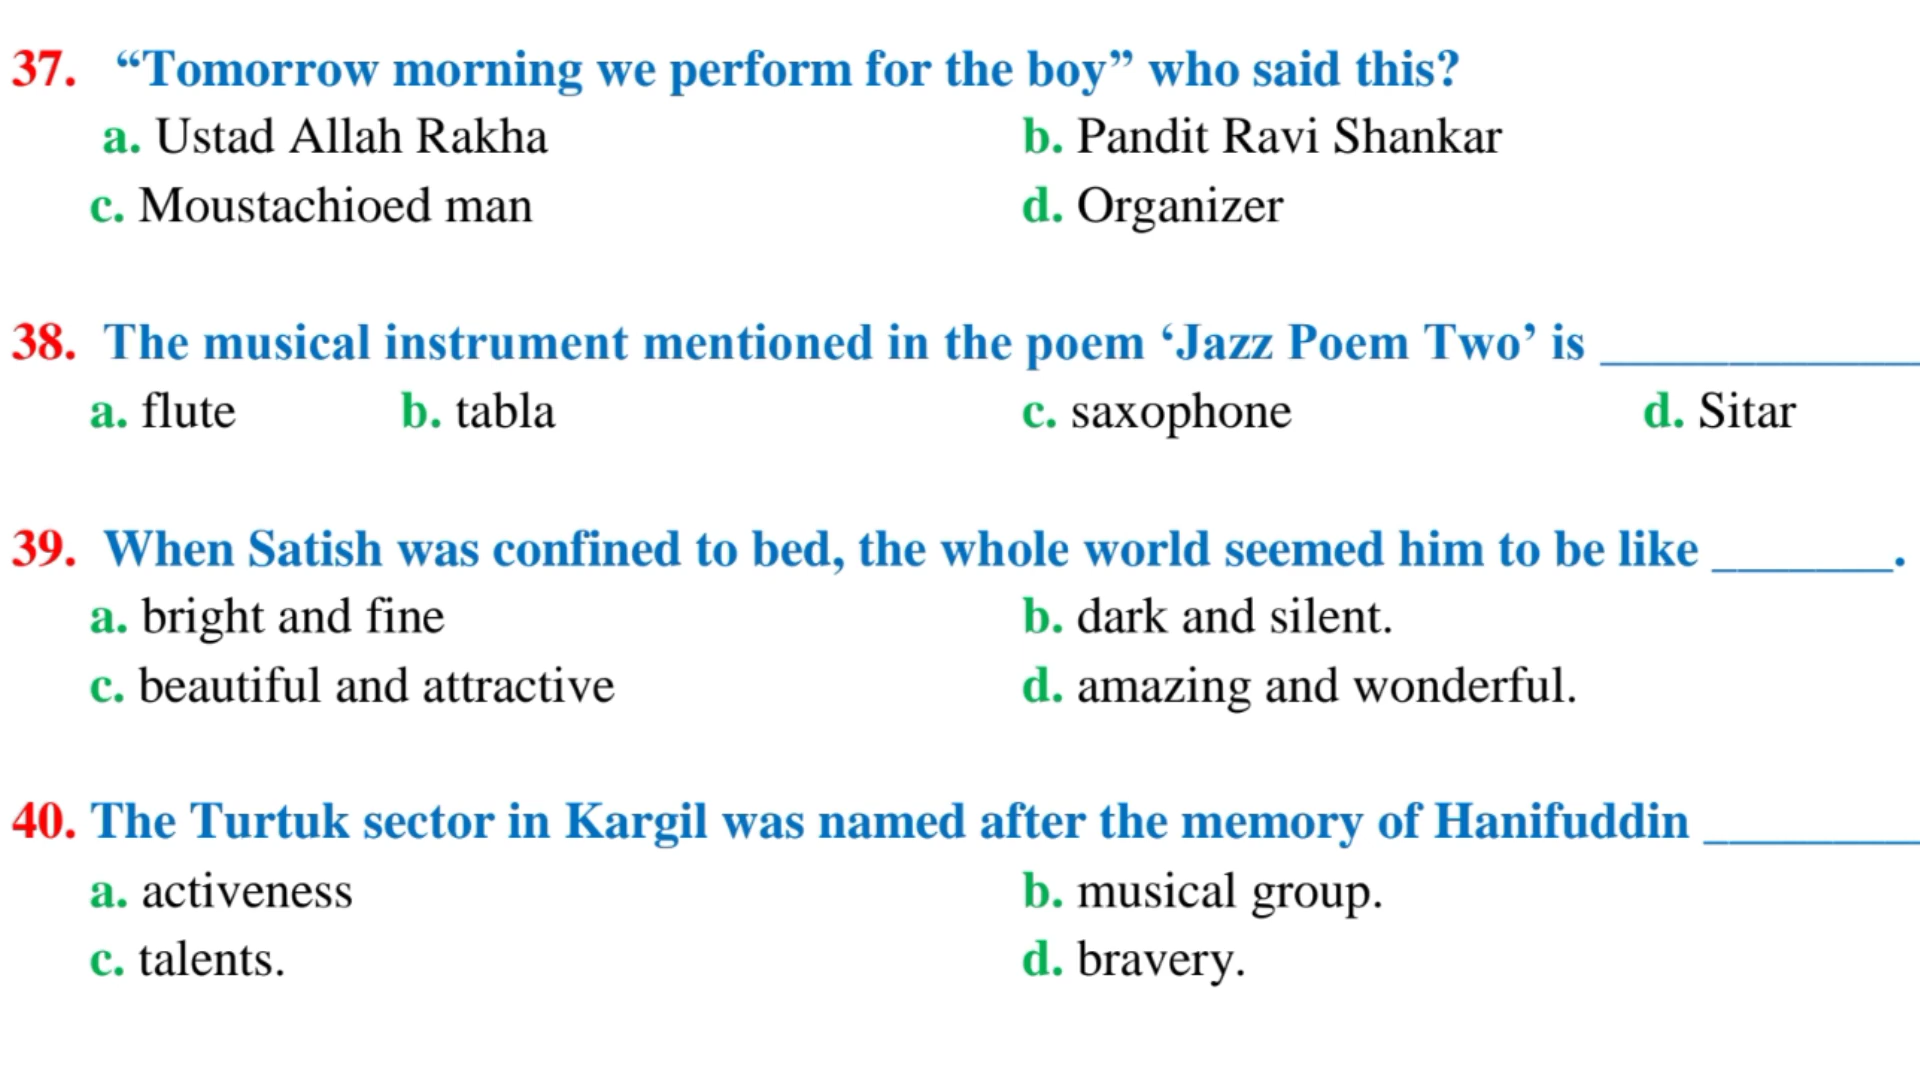 37. “Tomorrow morning we perform for the boy” who said this?
a. Ustad Allah Rakha b. Pandit Ravi Shankar
c. Moustachioed man d. Organizer
38. The musical instrument mentioned in the poem ‘Jazz Poem Two’ is ____________
a. flute b. tabla c. saxophone d. Sitar
39. When Satish was confined to bed, the whole world seemed him to be like _______.
a. bright and fine b. dark and silent.
c. beautiful and attractive d. amazing and wonderful.
40. The Turtuk sector in Kargil was named after the memory of Hanifuddin ________
a. activeness b. musical group.
c. talents. d. bravery.